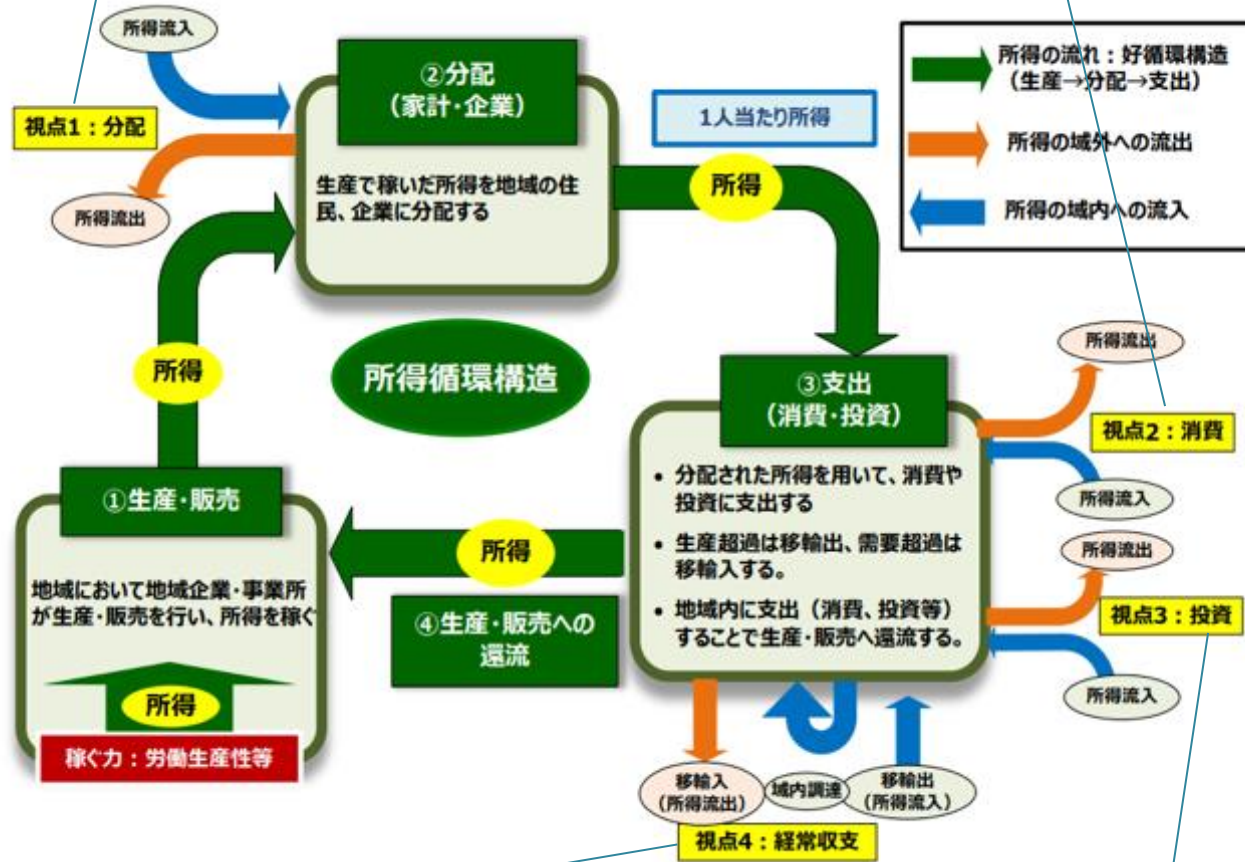 所得流入
②分配
(家計・企業)
視点1：分配
所得流出
生産で稼いだ所得を地域の住
民、企業に分配する
1人当たり所得
所得
所得の流れ：好循環構造
(生産→分配→支出)
所得の域外への流出
所得の域内への流入
所得
所得循環構造
③支出
(消費・投資)
• 分配された所得を用いて、消費や
投資に支出する
• 生産超過は移輸出、需要超過は
移輸入する。
• 地域内に支出（消費、投資等）
することで生産・販売へ還流する。
所得流出
視点2：消費
所得流入
所得流出
視点3：投資
所得流入
①生産・販売
地域において地域企業・事業所
が生産・販売を行い、所得を稼ぐ
所得
稼ぐ力：労働生産性等
所得
④生産・販売への
還流
移輸入
(所得流出)
域内調達
移輸出
(所得流入)
視点4：経常収支